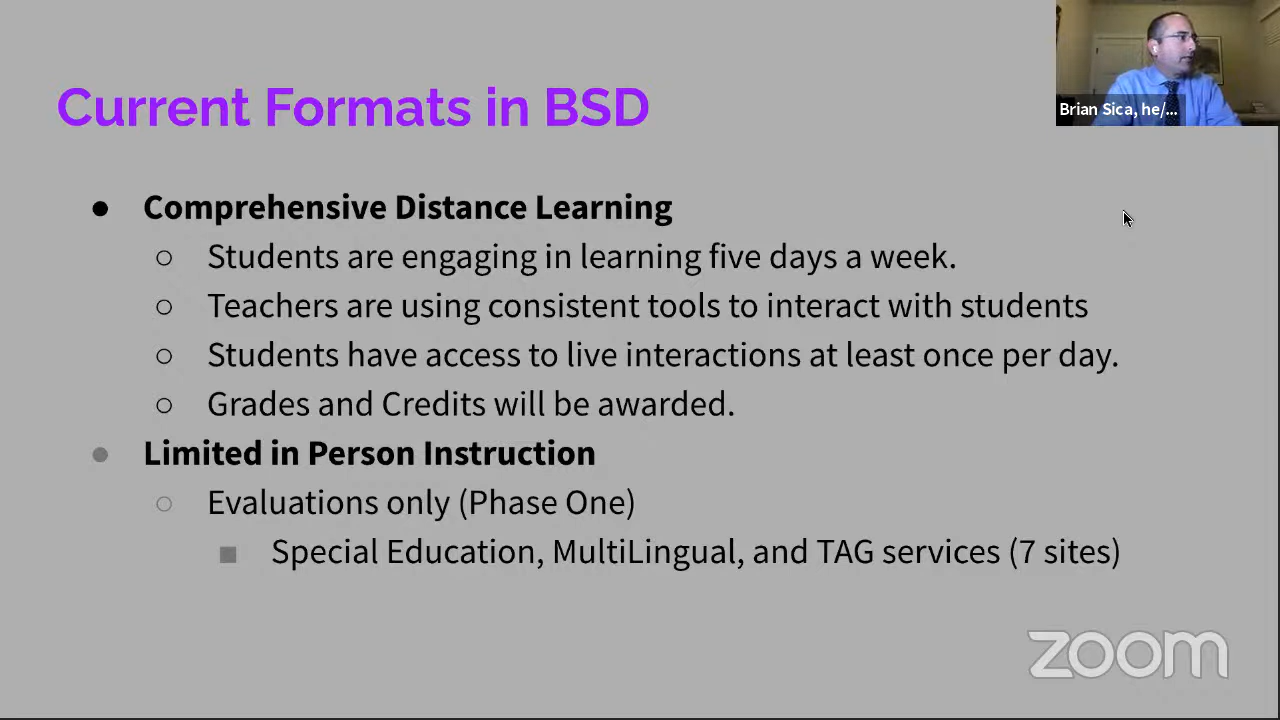 Current Formats in BSD
Brian Sica, he/...
● Comprehensive Distance Learning
○ Students are engaging in learning five days a week.
○ Teachers are using consistent tools to interact with students
○ Students have access to live interactions at least once per day.
○ Grades and Credits will be awarded.
● Limited in Person Instruction
○ Evaluations only (Phase One)
■ Special Education, MultiLingual, and TAG services (7 sites)
zoom